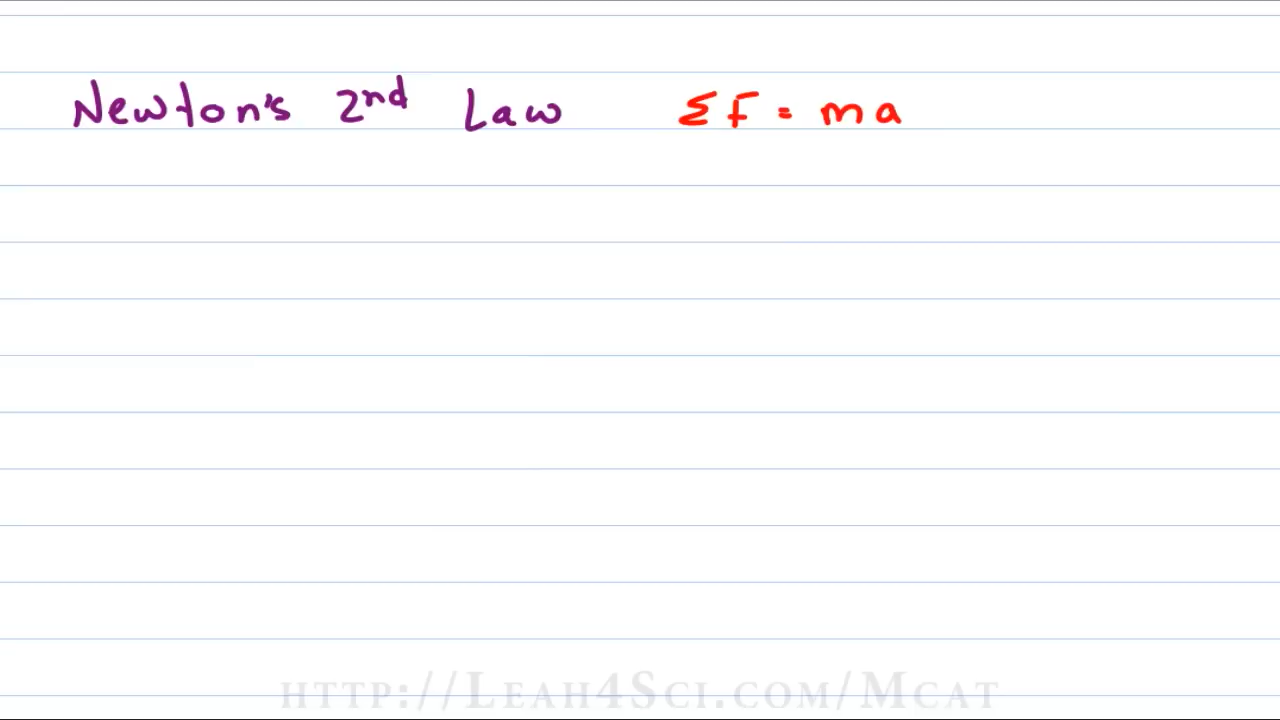 Newton's 2nd Law ΣF = ma
http://Leah4Sci.com/Mcat